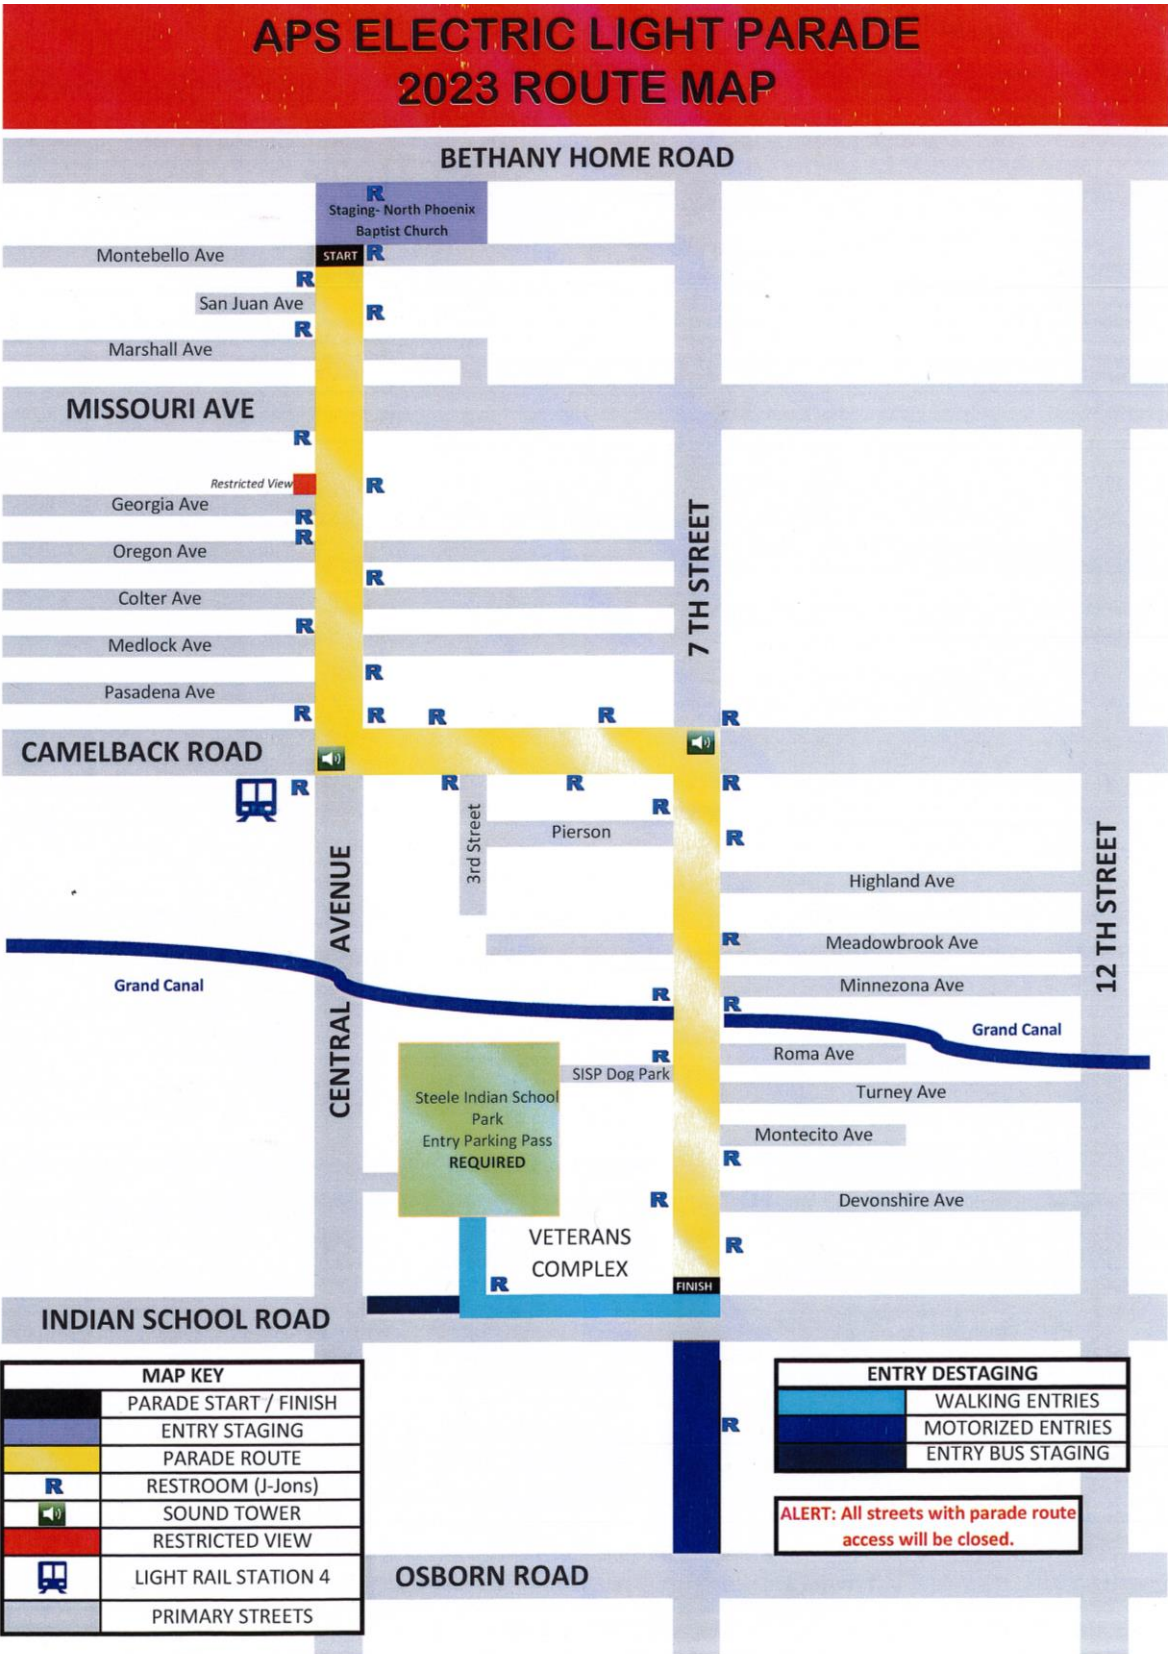 APS ELECTRIC LIGHT PARADE
2023 ROUTE MAP
BETHANY HOME ROAD
R
Staging- North Phoenix
Baptist Church
Montebello Ave
START
R
R
San Juan Ave
R
R
Marshall Ave
MISSOURI AVE
R
Restricted View
R
Georgia Ave
R
R
Oregon Ave
R
Colter Ave
R
Medlock Ave
R
Pasadena Ave
7 TH STREET
R
R
R
R
R
CAMELBACK ROAD
R
R
R
R
R
3rd Street
Pierson
R
CENTRAL AVENUE
Highland Ave
12 TH STREET
R
Meadowbrook Ave
Grand Canal
Minnezona Ave
R
R
Grand Canal
R
Roma Ave
SISP Dog Park
Steele Indian School
Park
Entry Parking Pass
REQUIRED
Turney Ave
Montecito Ave
R
R
Devonshire Ave
VETERANS
COMPLEX
R
R
FINISH
INDIAN SCHOOL ROAD
MAP KEY
PARADE START / FINISH
ENTRY STAGING
PARADE ROUTE
R RESTROOM (J-Jons)
SOUND TOWER
RESTRICTED VIEW
LIGHT RAIL STATION 4
PRIMARY STREETS
R
ENTRY DESTAGING
WALKING ENTRIES
MOTORIZED ENTRIES
ENTRY BUS STAGING
ALERT: All streets with parade route
access will be closed.
OSBORN ROAD